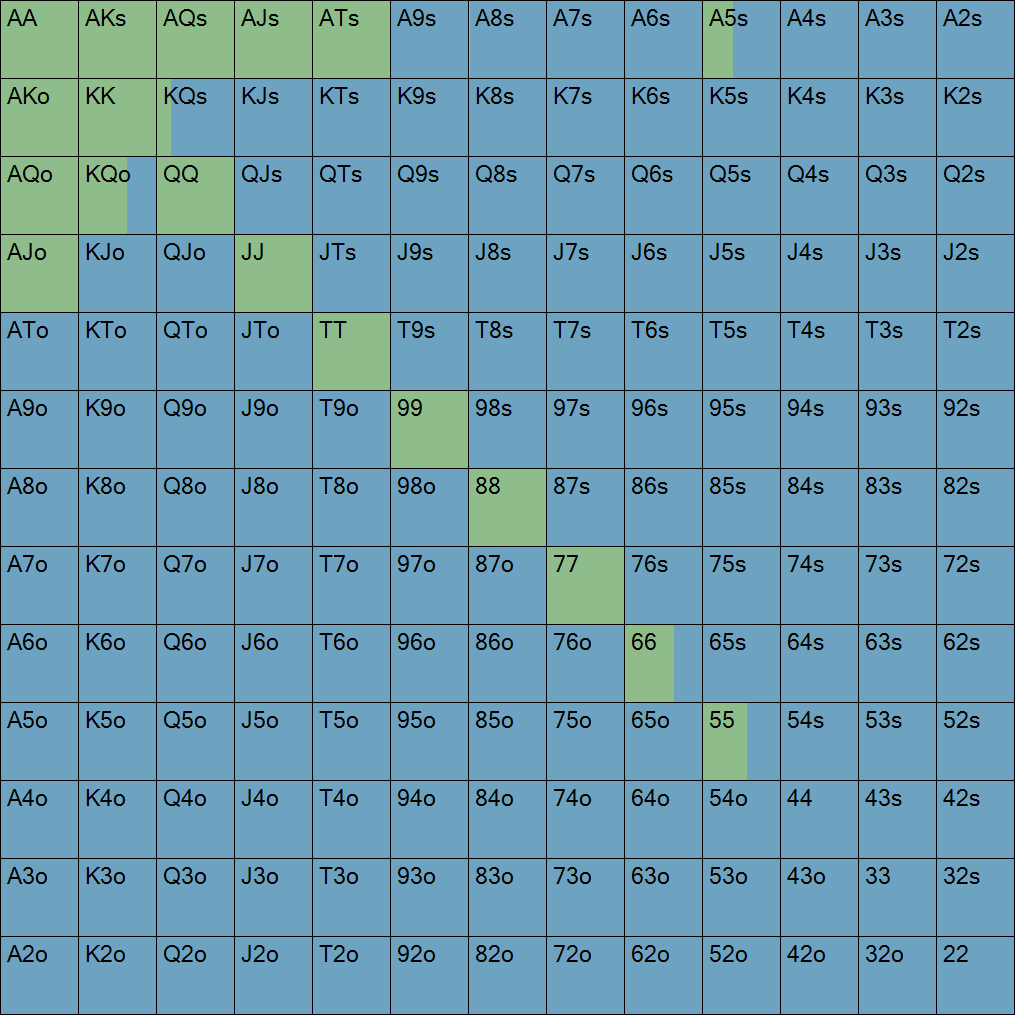 AA AKs AQs AJs ATs A9s A8s A7s A6s A5s A4s A3s A2s
AKo KK KQs KJs KTs K9s K8s K7s K6s K5s K4s K3s K2s
AQo KQo QQ QJs QTs Q9s Q8s Q7s Q6s Q5s Q4s Q3s Q2s
AJo KJo QJo JJ JTs J9s J8s J7s J6s J5s J4s J3s J2s
ATo KTo QTo JTo TT T9s T8s T7s T6s T5s T4s T3s T2s
A9o K9o Q9o J9o T9o 99 98s 97s 96s 95s 94s 93s 92s
A8o K8o Q8o J8o T8o 98o 88 87s 86s 85s 84s 83s 82s
A7o K7o Q7o J7o T7o 97o 87o 77 76s 75s 74s 73s 72s
A6o K6o Q6o J6o T6o 96o 86o 76o 66 65s 64s 63s 62s
A5o K5o Q5o J5o T5o 95o 85o 75o 65o 55 54s 53s 52s
A4o K4o Q4o J4o T4o 94o 84o 74o 64o 54o 44 43s 42s
A3o K3o Q3o J3o T3o 93o 83o 73o 63o 53o 43o 33 32s
A2o K2o Q2o J2o T2o 92o 82o 72o 62o 52o 42o 32o 22